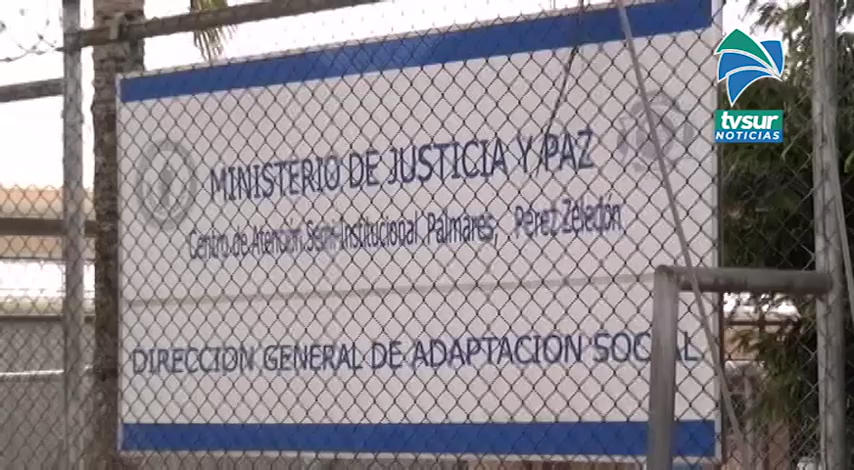 tvsur
NOTICIAS
MINISTERIO DE JUSTICIA Y PAZ
Centro de Atención Semi-Institucional Palmares, Pérez Zeledón
DIRECCION GENERAL DE ADAPTACION SOCIAL